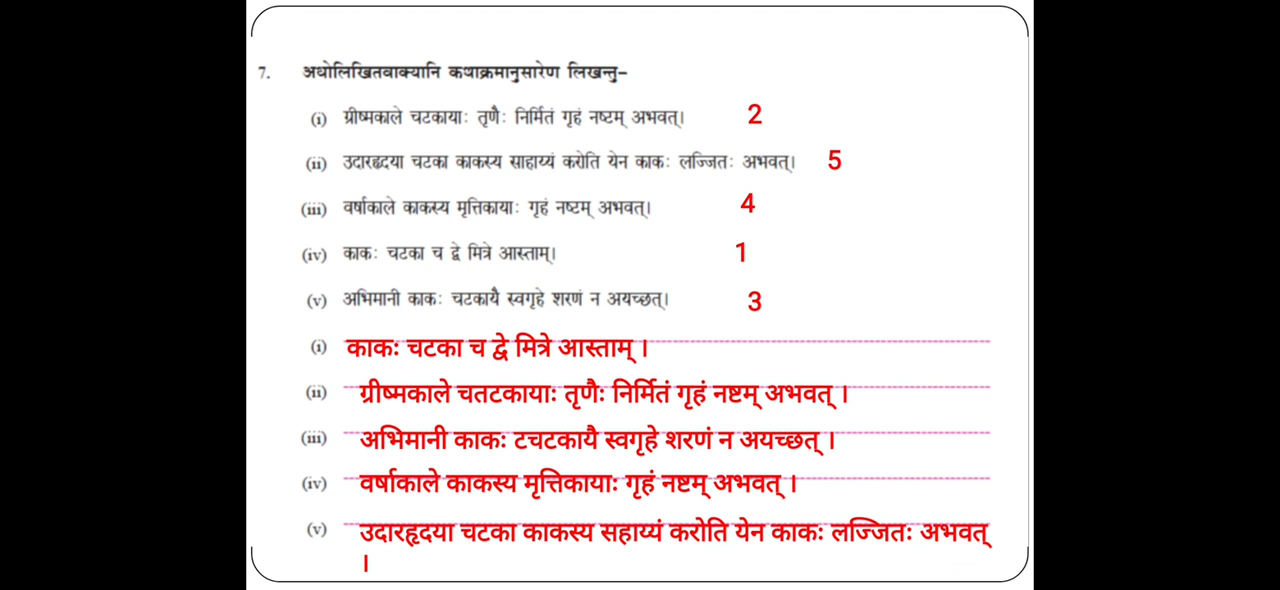 7. अधोलिखितवाक्यानि कथाक्रमानुसारेण लिखन्तु–
(i) ग्रीष्मकाले चटकायाः तृणैः निर्मितं गृहं नष्टम् अभवत्। 2
(ii) उदारहृदया चटका काकस्य साहाय्यं करोति येन काकः लज्जितः अभवत्। 5
(iii) वर्षाकाले काकस्य मृत्तिकायाः गृहं नष्टम् अभवत्। 4
(iv) काकः चटका च द्वे मित्रे आस्ताम्। 1
(v) अभिमानी काकः चटकायै स्वगृहे शरणं न अयच्छत्। 3
(i) काकः चटका च द्वे मित्रे आस्ताम् ।
(ii) ग्रीष्मकाले चतटकायाः तृणैः निर्मितं गृहं नष्टम् अभवत् ।
(iii) अभिमानी काकः टचटकायै स्वगृहे शरणं न अयच्छत् ।
(iv) वर्षाकाले काकस्य मृत्तिकायाः गृहं नष्टम् अभवत् ।
(v) उदारहृदया चटका काकस्य सहाय्यं करोति येन काकः लज्जितः अभवत्
।